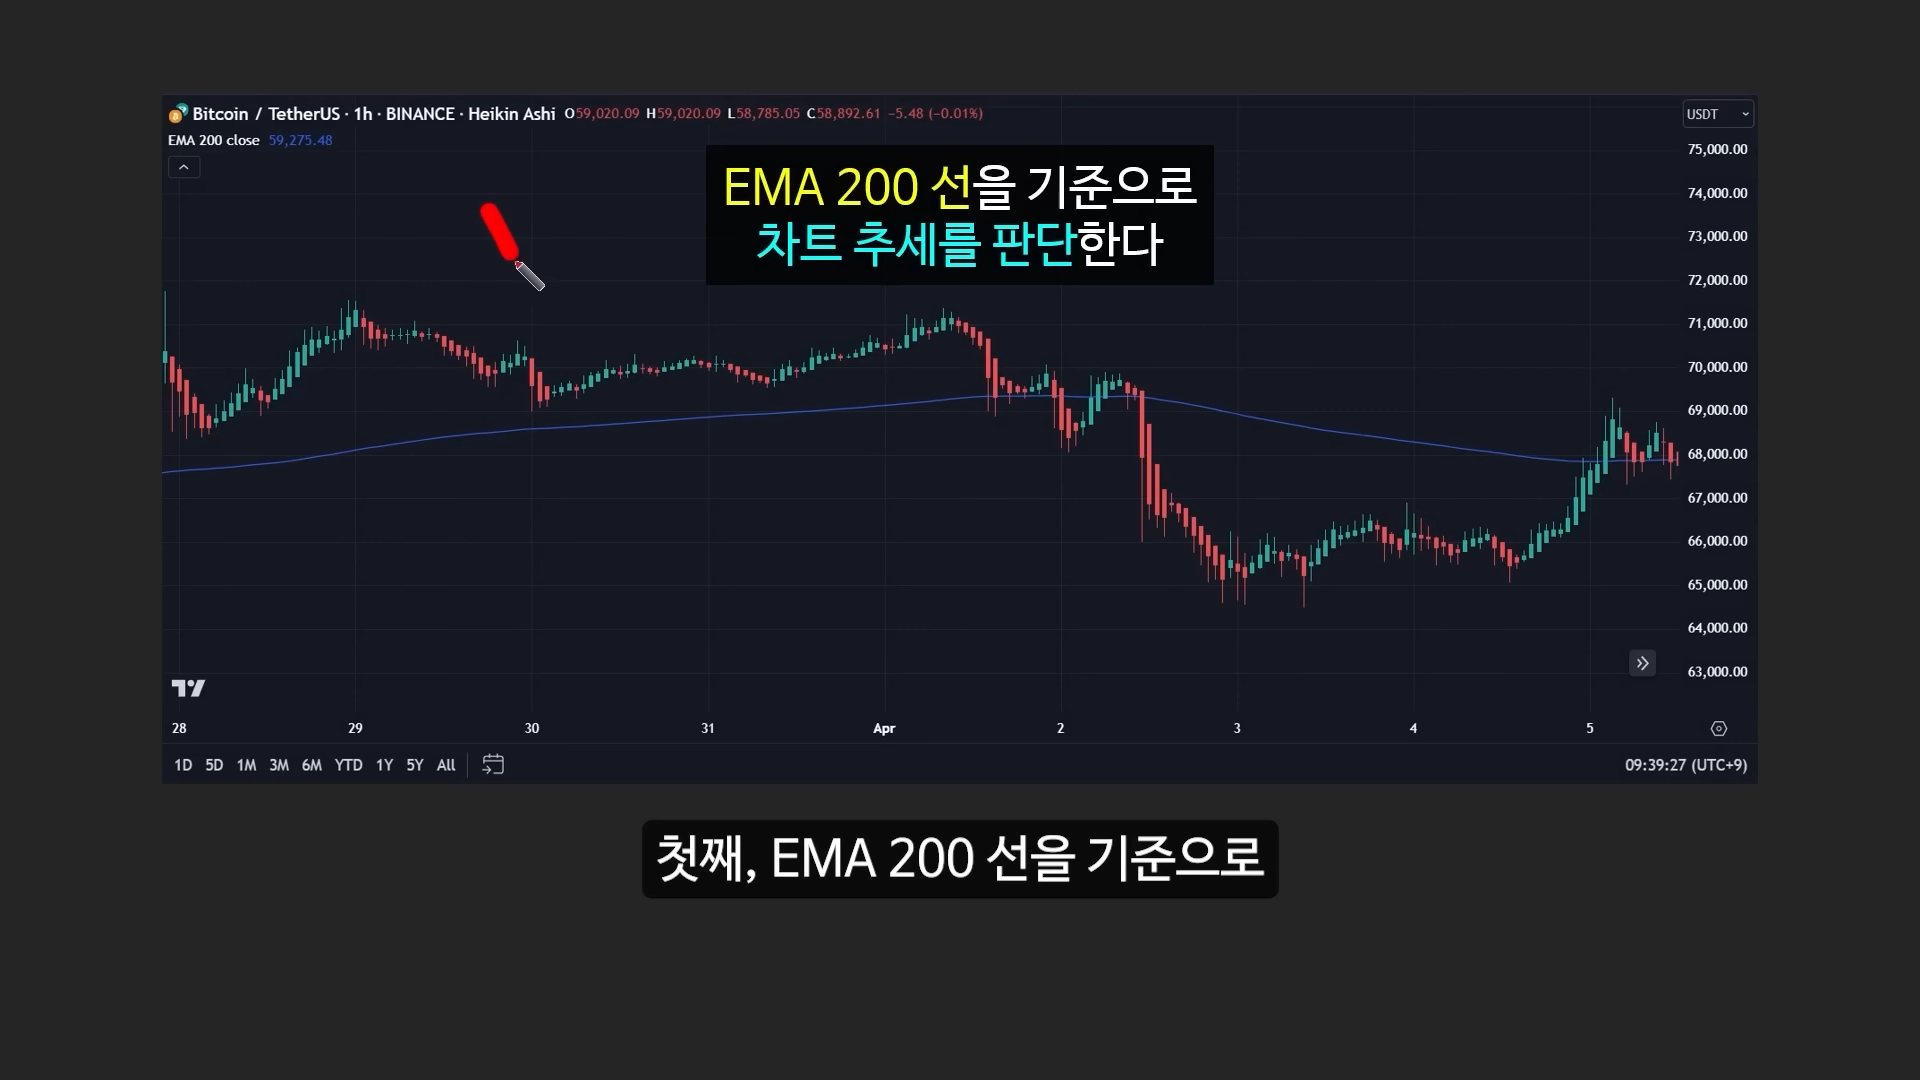 Bitcoin / TetherUS · 1h · BINANCE · Heikin Ashi O59,020.09 H59,020.09 L58,785.05 C58,892.61 −5.48 (−0.01%)
USDT
EMA 200 close 59,275.48
EMA 200 선을 기준으로
차트 추세를 판단한다
75,000.00
74,000.00
73,000.00
72,000.00
71,000.00
70,000.00
69,000.00
68,000.00
67,000.00
66,000.00
65,000.00
64,000.00
63,000.00
28 29 30 31 Apr 2 3 4 5
1D 5D 1M 3M 6M YTD 1Y 5Y All
09:39:27 (UTC+9)
첫째, EMA 200 선을 기준으로